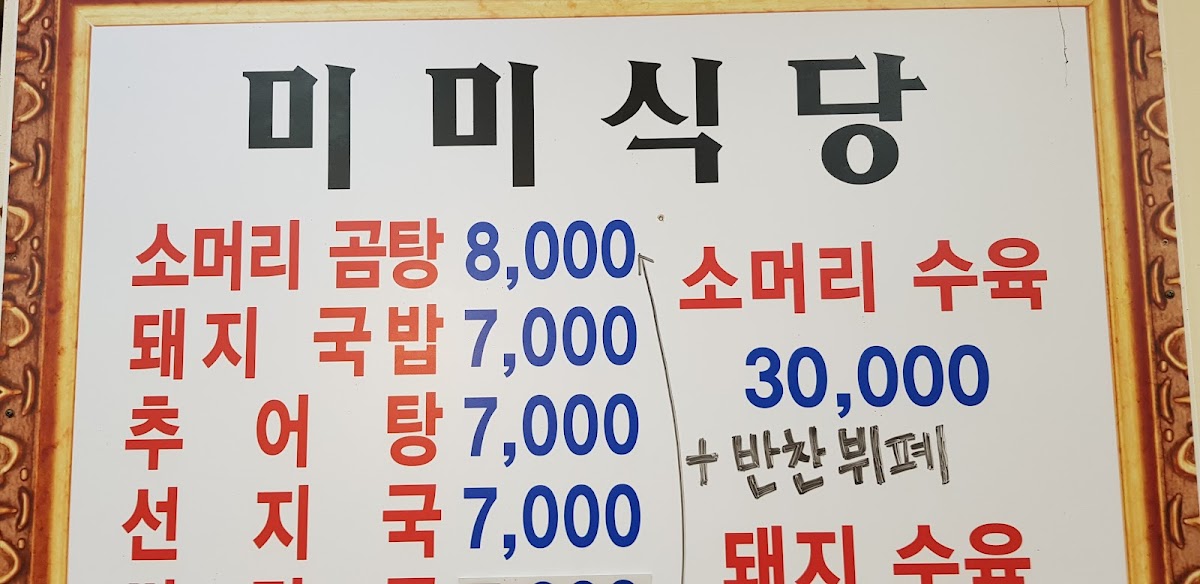 미미식당
소머리 곰탕 8,000
돼지 국밥 7,000
추어탕 7,000
선지국 7,000
소머리 수육
30,000
+ 반찬뷔페
돼지 수육